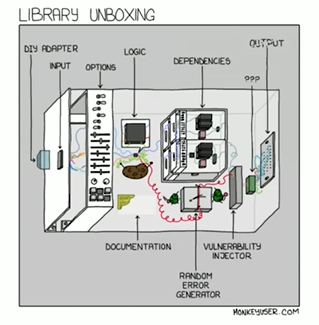 LIBRARY UNBOXING
DIY ADAPTER
INPUT
OPTIONS
LOGIC
DEPENDENCIES
OUTPUT
???
DOCUMENTATION
VULNERABILITY
INJECTOR
RANDOM
ERROR
GENERATOR
MONKEYUSER.COM